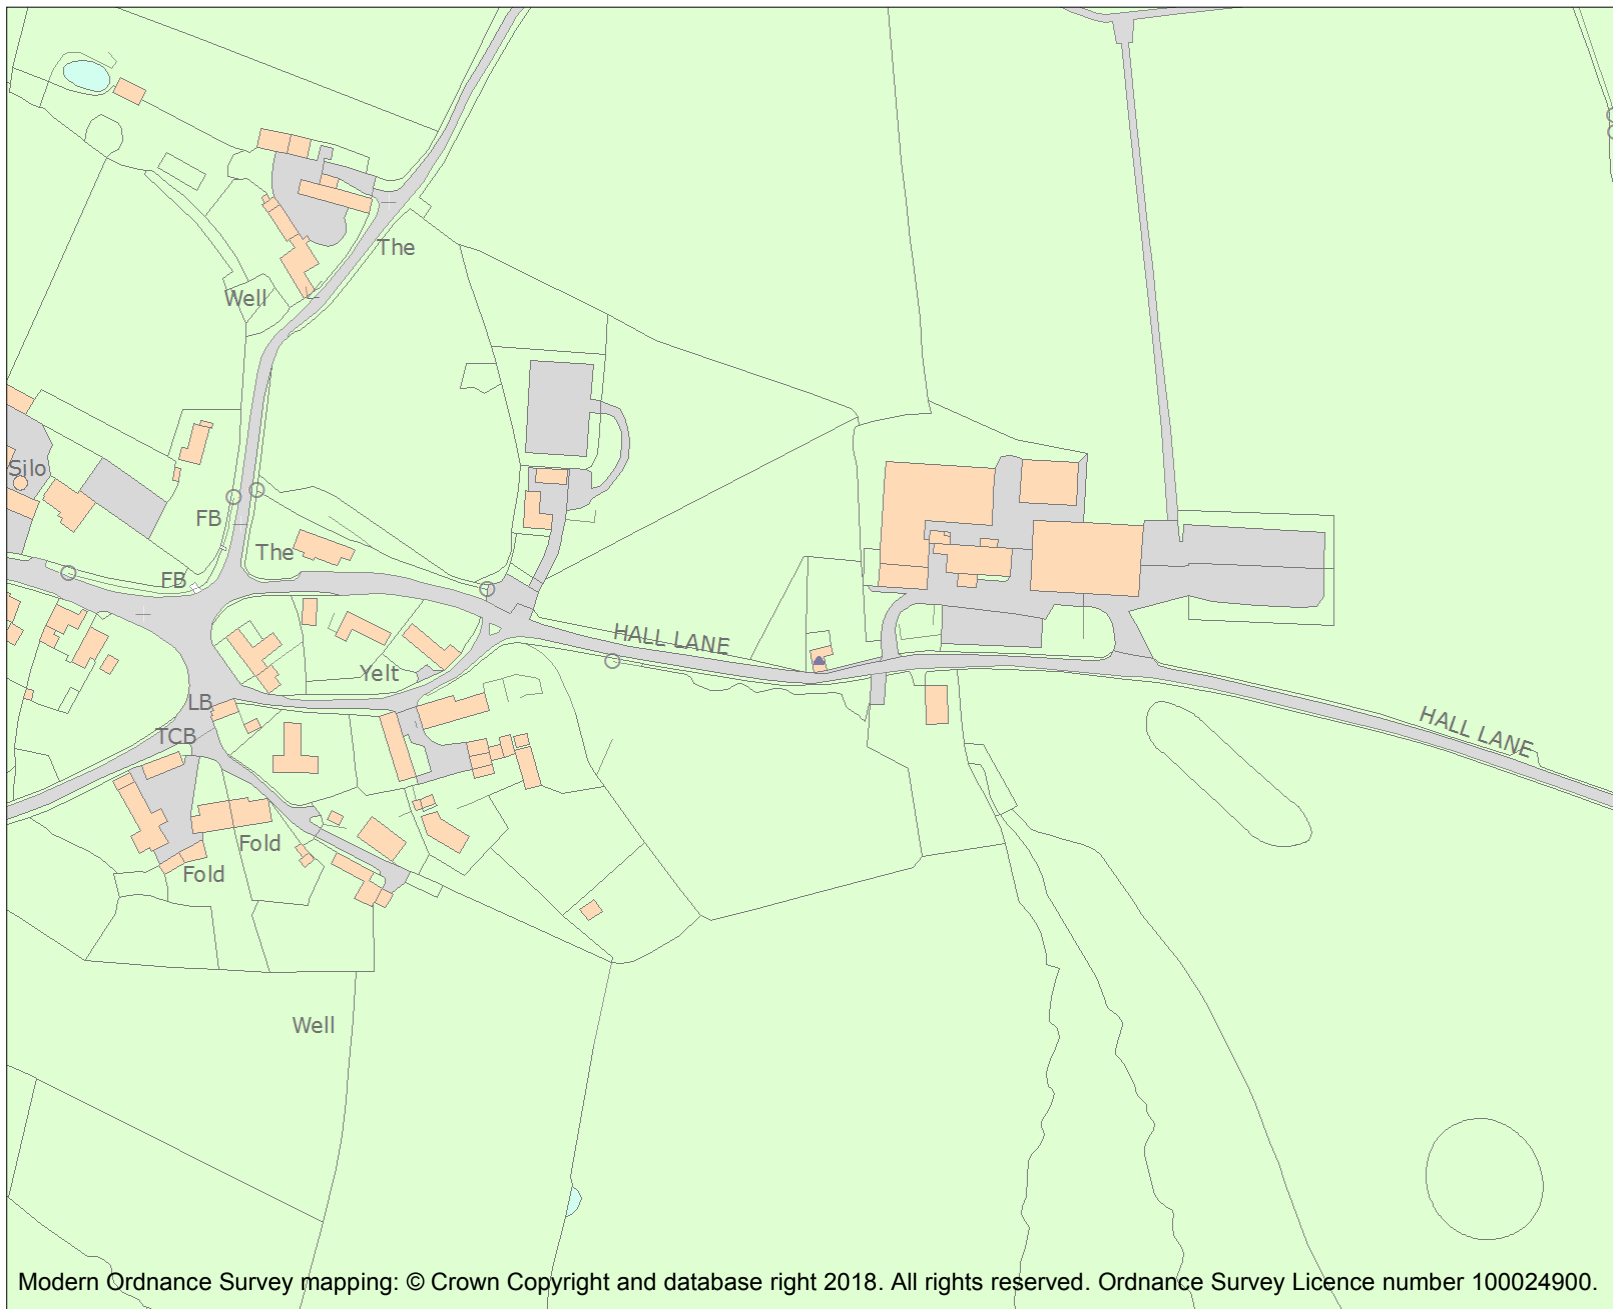 The
Well
Silo
FB
The
FB
HALL LANE
Yelt
LB
HALL LANE
TCB
Fold
Fold
Well
Modern Ordnance Survey mapping: © Crown Copyright and database right 2018. All rights reserved. Ordnance Survey Licence number 100024900.